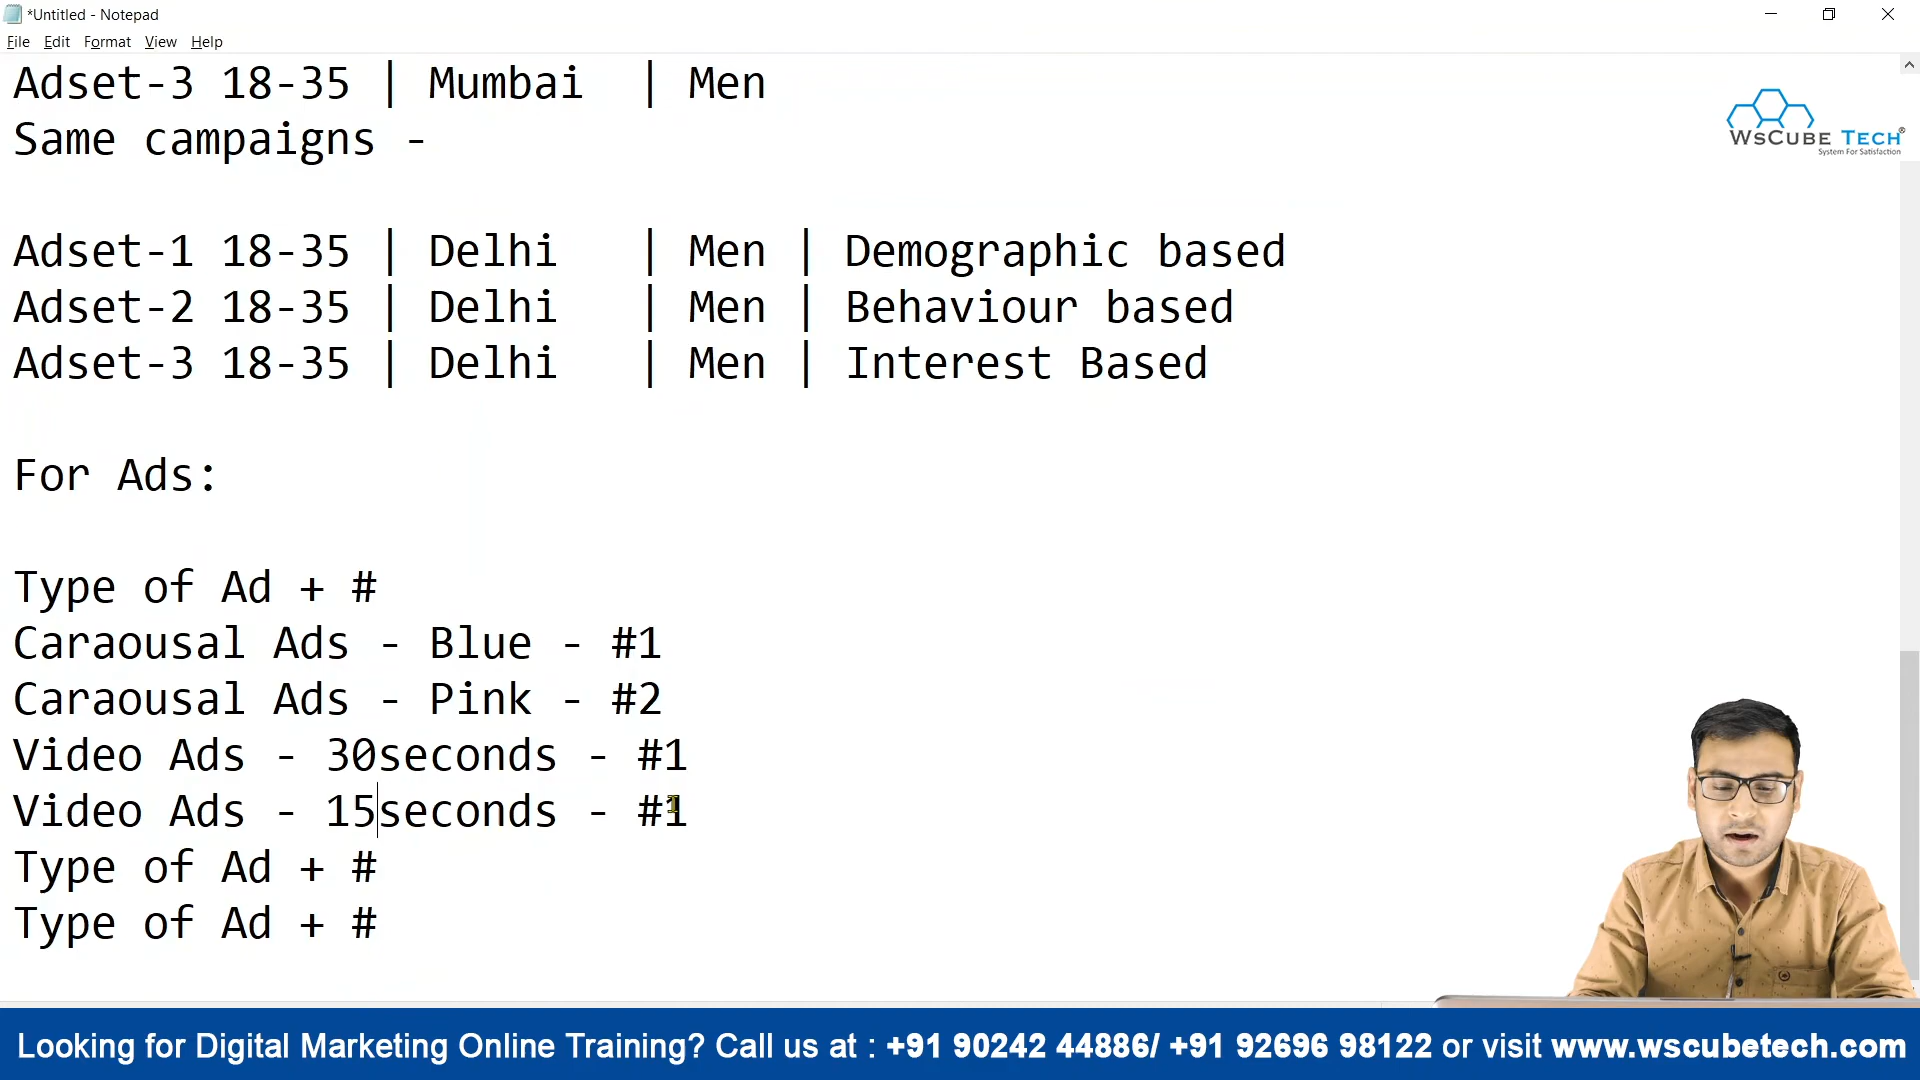 *Untitled - Notepad
File Edit Format View Help
Adset-3 18-35 | Mumbai | Men
Same campaigns -
WsCube Tech®
System For Satisfaction
Adset-1 18-35 | Delhi | Men | Demographic based
Adset-2 18-35 | Delhi | Men | Behaviour based
Adset-3 18-35 | Delhi | Men | Interest Based
For Ads:
Type of Ad + #
Caraousal Ads - Blue - #1
Caraousal Ads - Pink - #2
Video Ads - 30seconds - #1
Video Ads - 15seconds - #1
Type of Ad + #
Type of Ad + #
Looking for Digital Marketing Online Training? Call us at : +91 90242 44886/ +91 92696 98122 or visit www.wscubetech.com